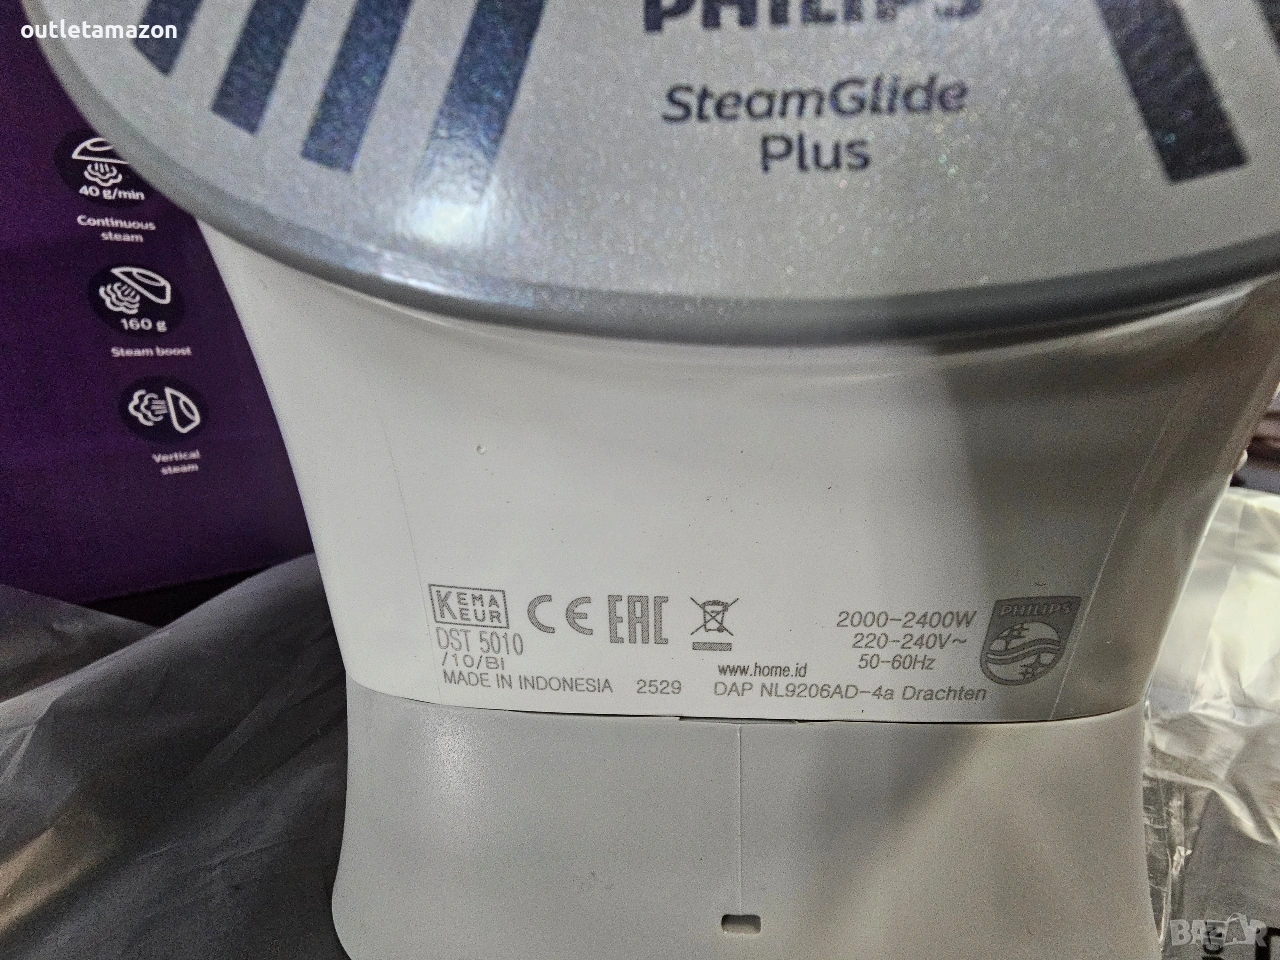 outletamazon
PHILIPS
SteamGlide
Plus
40 g/min
Continuous
steam
160 g
Steam boost
Vertical
steam
KEMA
EUR
CE EAC
DST 5010
/10/BI
MADE IN INDONESIA 2529
2000-2400W
220-240V~
50-60Hz
www.home.id
DAP NL9206AD-4a Drachten
PHILIPS
BAZAR